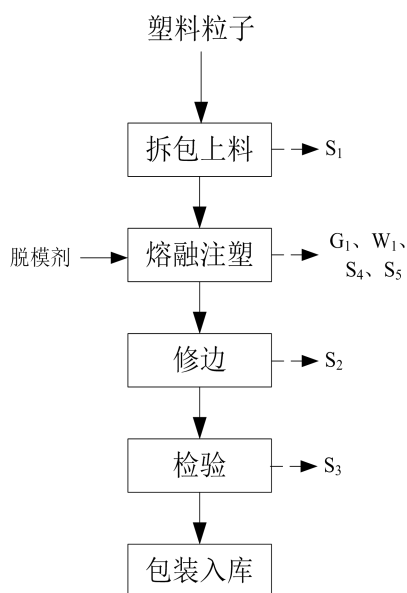 塑料粒子
拆包上料
S₁
脱模剂
熔融注塑
G₁、W₁、
S₄、S₅
修边
S₂
检验
S₃
包装入库